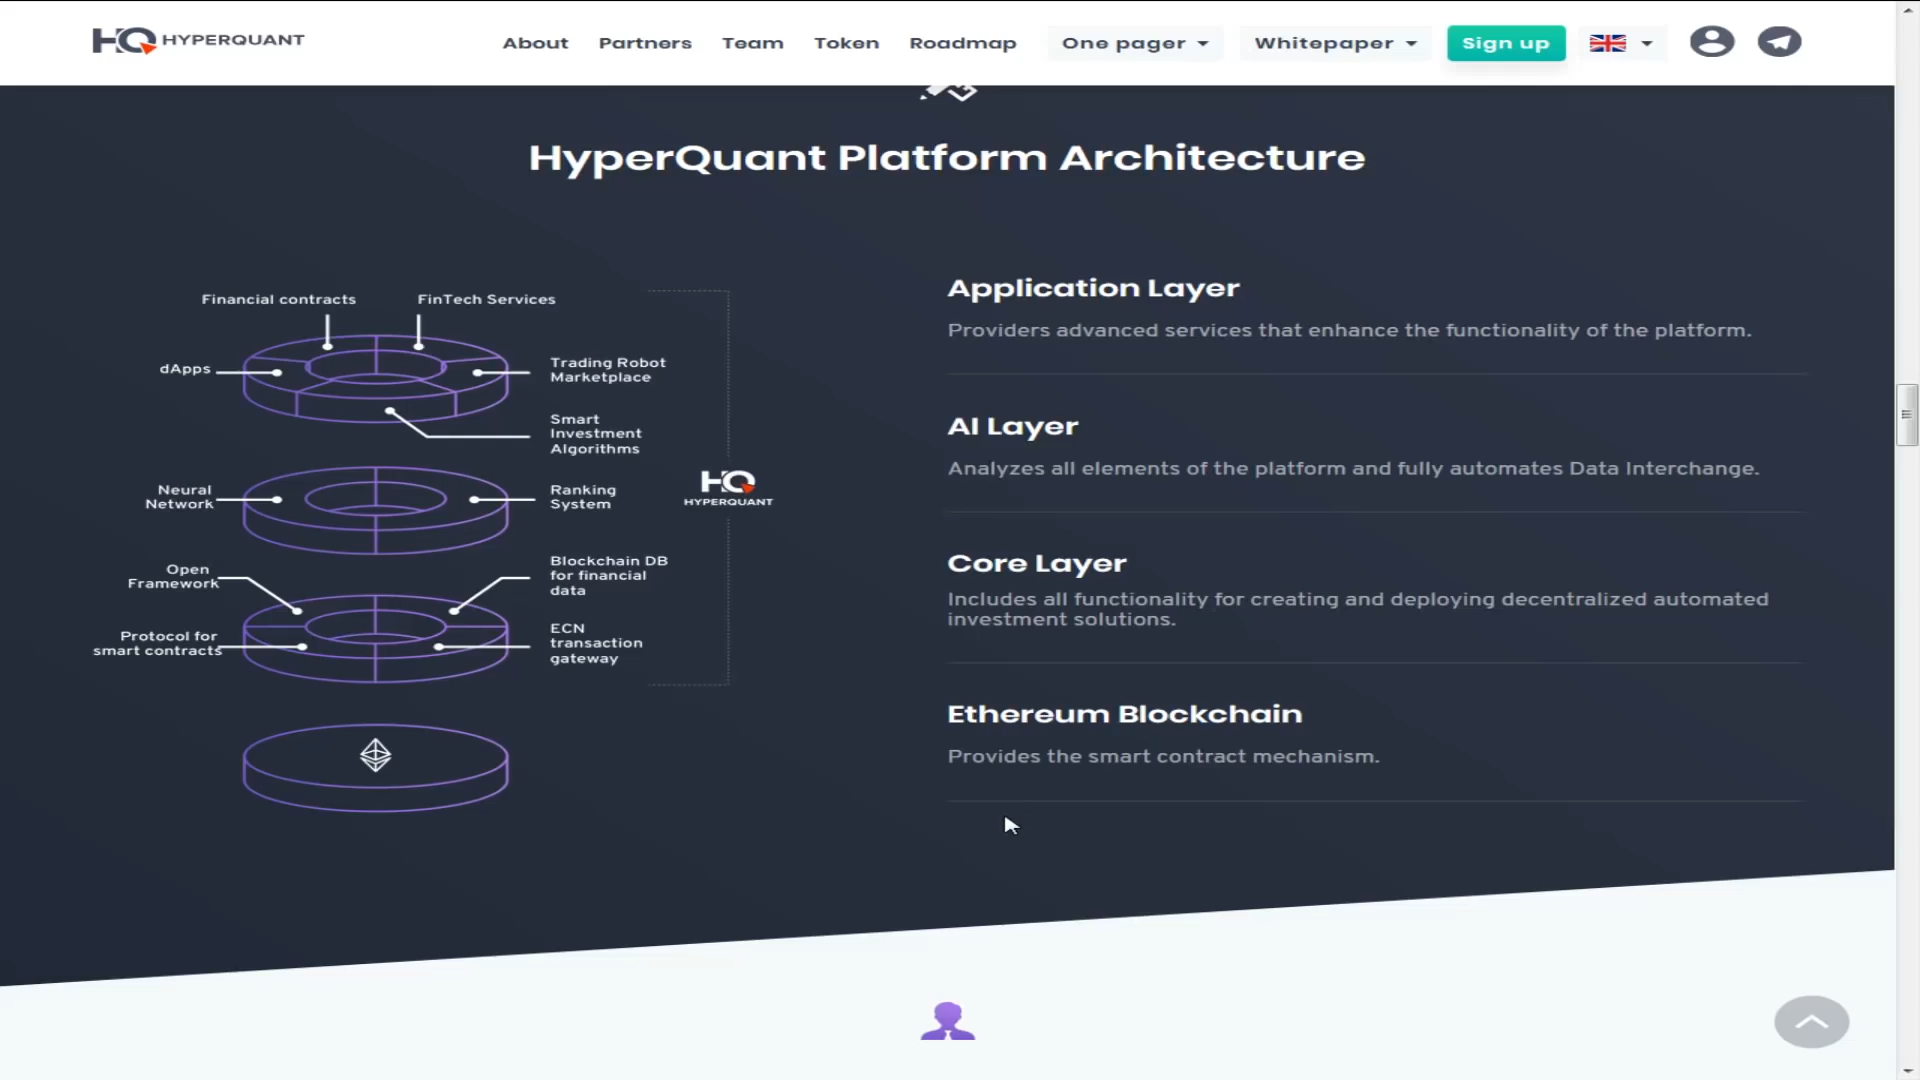 HQ HYPERQUANT
About Partners Team Token Roadmap One pager Whitepaper Sign up
HyperQuant Platform Architecture
Financial contracts
FinTech Services
dApps
Trading Robot
Marketplace
Smart
Investment
Algorithms
Neural
Network
Ranking
System
Open
Framework
Blockchain DB
for financial
data
Protocol for
smart contracts
ECN
transaction
gateway
HQ
HYPERQUANT
Application Layer
Providers advanced services that enhance the functionality of the platform.
AI Layer
Analyzes all elements of the platform and fully automates Data Interchange.
Core Layer
Includes all functionality for creating and deploying decentralized automated
investment solutions.
Ethereum Blockchain
Provides the smart contract mechanism.